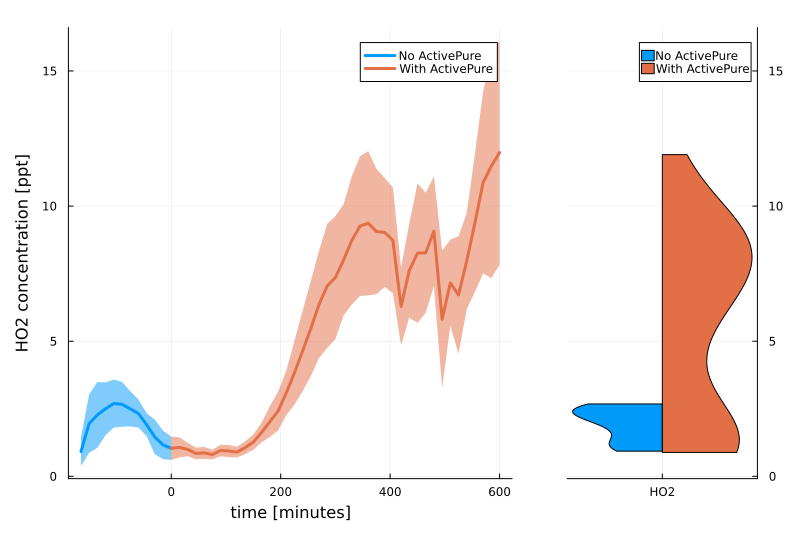 HO2 concentration [ppt]
15
10
5
0
No ActivePure
With ActivePure
0
200
400
600
time [minutes]
No ActivePure
With ActivePure
15
10
5
0
HO2